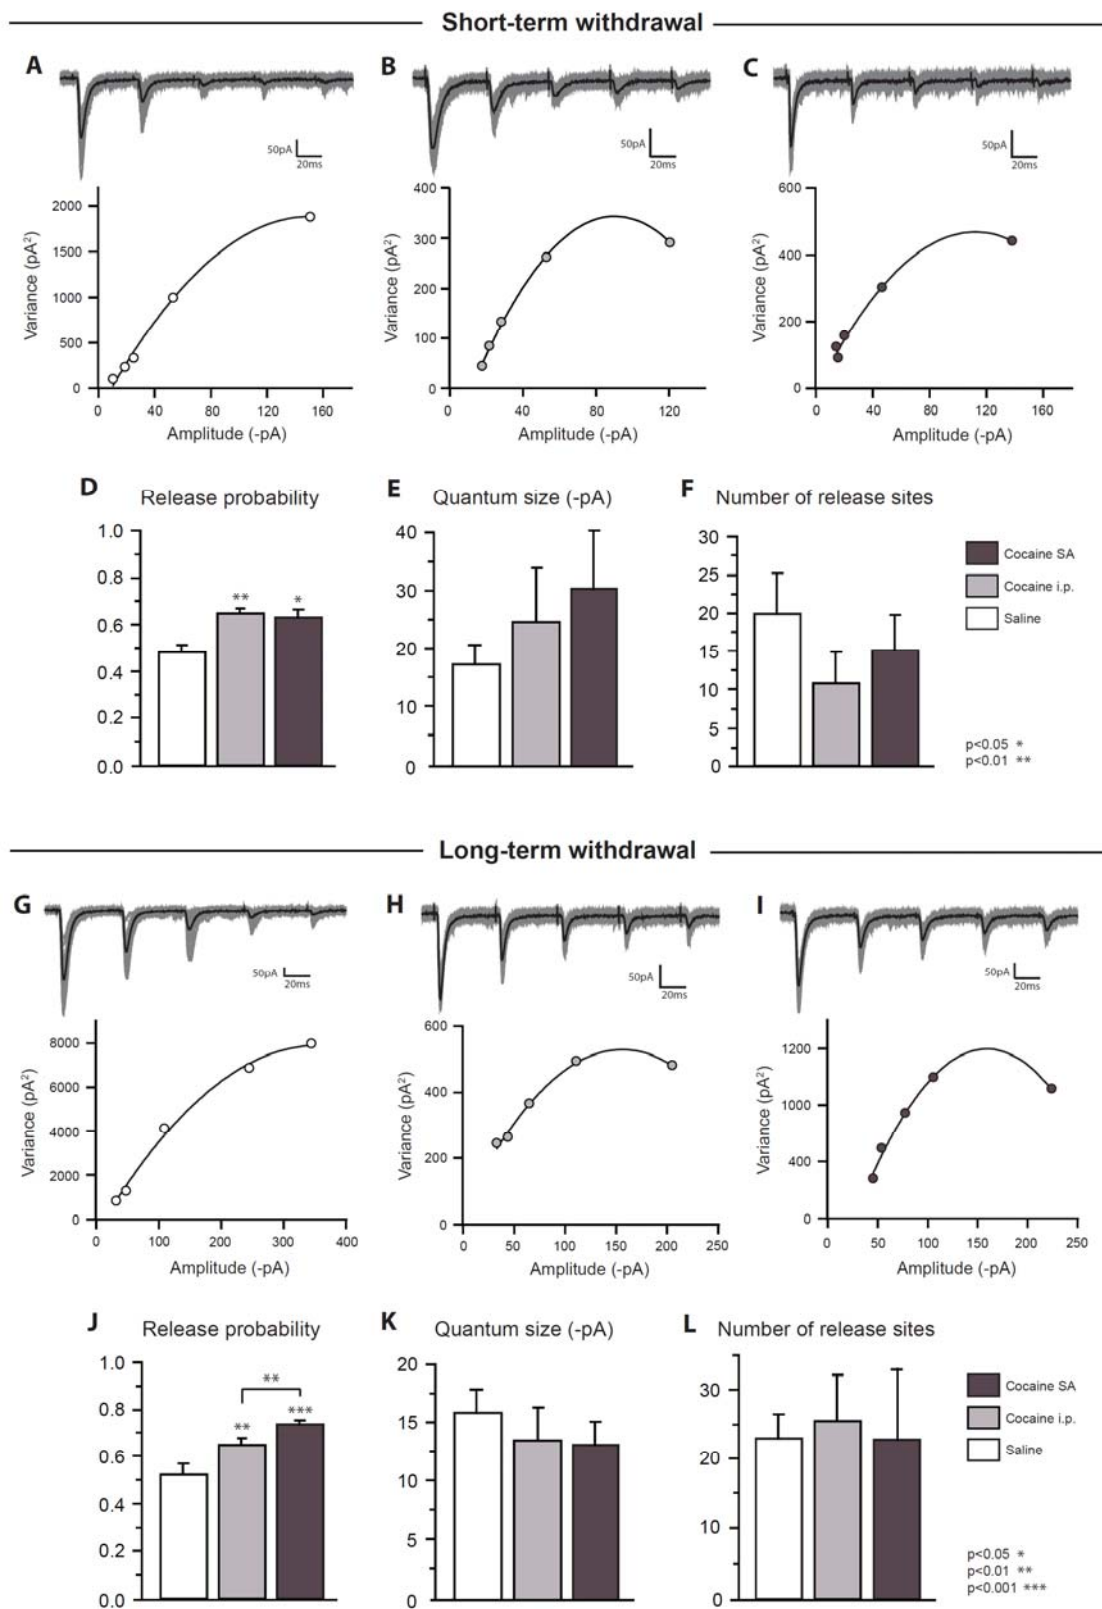 Short-term withdrawal
A
B
C
50pA
20ms
50pA
20ms
50pA
20ms
Variance (pA²)
2000
1500
1000
500
0
0 40 80 120 160
Amplitude (-pA)
Variance (pA²)
400
300
200
100
0
0 40 80 120
Amplitude (-pA)
Variance (pA²)
600
400
200
0
0 40 80 120 160
Amplitude (-pA)
D Release probability
1.0
0.8
0.6
0.4
0.2
0.0
**
*
E Quantum size (-pA)
40
30
20
10
0
F Number of release sites
30
25
20
15
10
5
0
Cocaine SA
Cocaine i.p.
Saline
p<0.05 *
p<0.01 **
Long-term withdrawal
G
H
I
50pA
20ms
50pA
20ms
50pA
20ms
Variance (pA²)
8000
6000
4000
2000
0
0 100 200 300 400
Amplitude (-pA)
Variance (pA²)
600
400
200
0
0 50 100 150 200 250
Amplitude (-pA)
Variance (pA²)
1200
1000
400
0
0 50 100 150 200 250
Amplitude (-pA)
J Release probability
1.0
0.8
0.6
0.4
0.2
0.0
**
**
***
K Quantum size (-pA)
20
15
10
5
0
L Number of release sites
30
20
10
0
Cocaine SA
Cocaine i.p.
Saline
p<0.05 *
p<0.01 **
p<0.001 ***